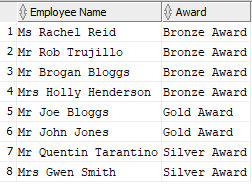 Employee Name Award
1 Ms Rachel Reid Bronze Award
2 Mr Rob Trujillo Bronze Award
3 Mr Brogan Bloggs Bronze Award
4 Mrs Holly Henderson Bronze Award
5 Mr Joe Bloggs Gold Award
6 Mr John Jones Gold Award
7 Mr Quentin Tarantino Silver Award
8 Mrs Gwen Smith Silver Award